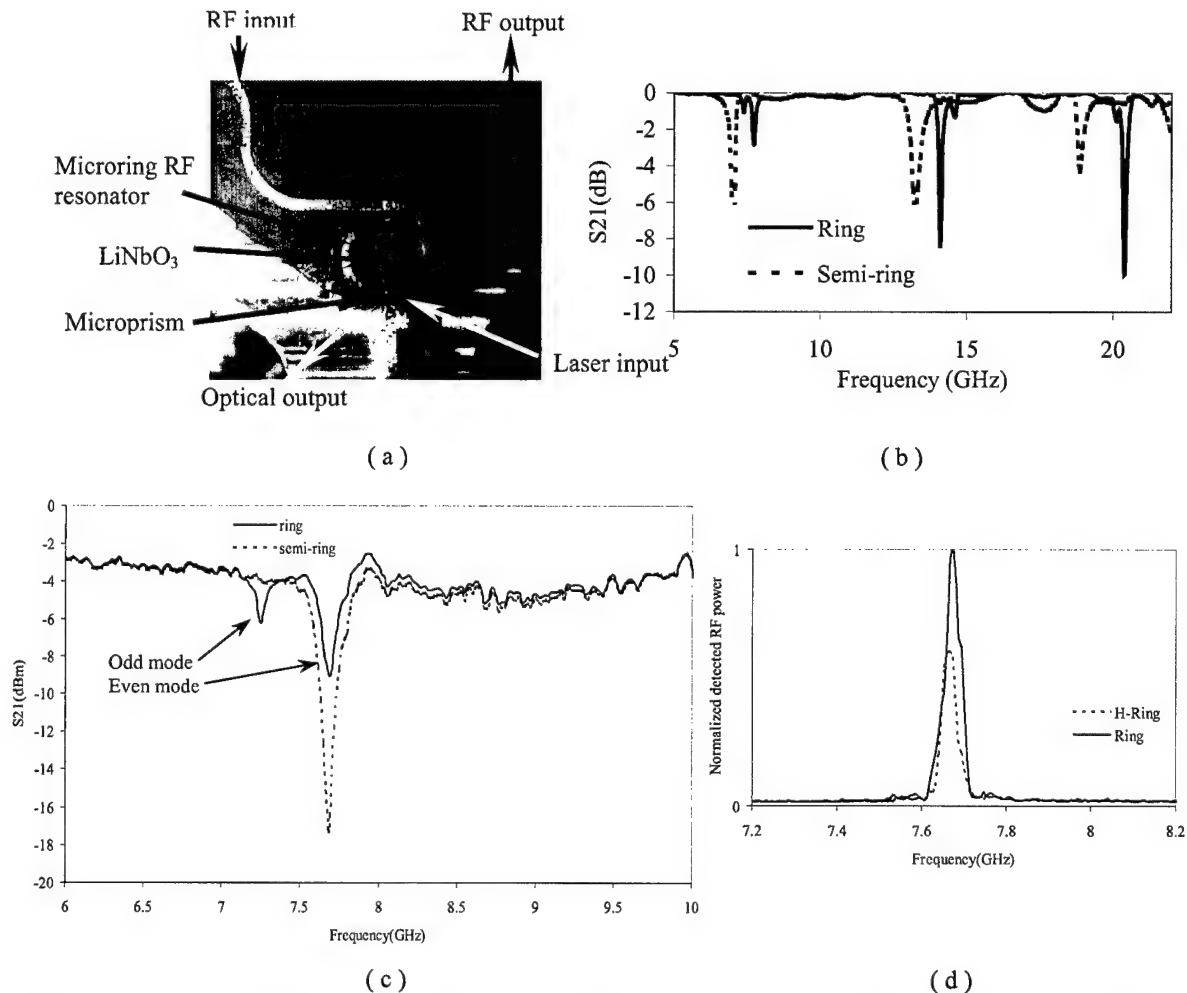 RF input
RF output
Microring RF
resonator
LiNbO₃
Microprism
Laser input
Optical output
( a )
0
-2
-4
-6
-8
-10
-12
S21(dB)
Ring
Semi-ring
5
10
15
20
Frequency (GHz)
( b )
0
-2
-4
-6
-8
-10
-12
-14
-16
-18
-20
S21(dBm)
ring
semi-ring
Odd mode
Even mode
6
6.5
7
7.5
8
8.5
9
9.5
10
Frequency(GHz)
( c )
1
0
Normalized detected RF power
H-Ring
Ring
7.2
7.4
7.6
7.8
8
8.2
Frequency(GHz)
( d )